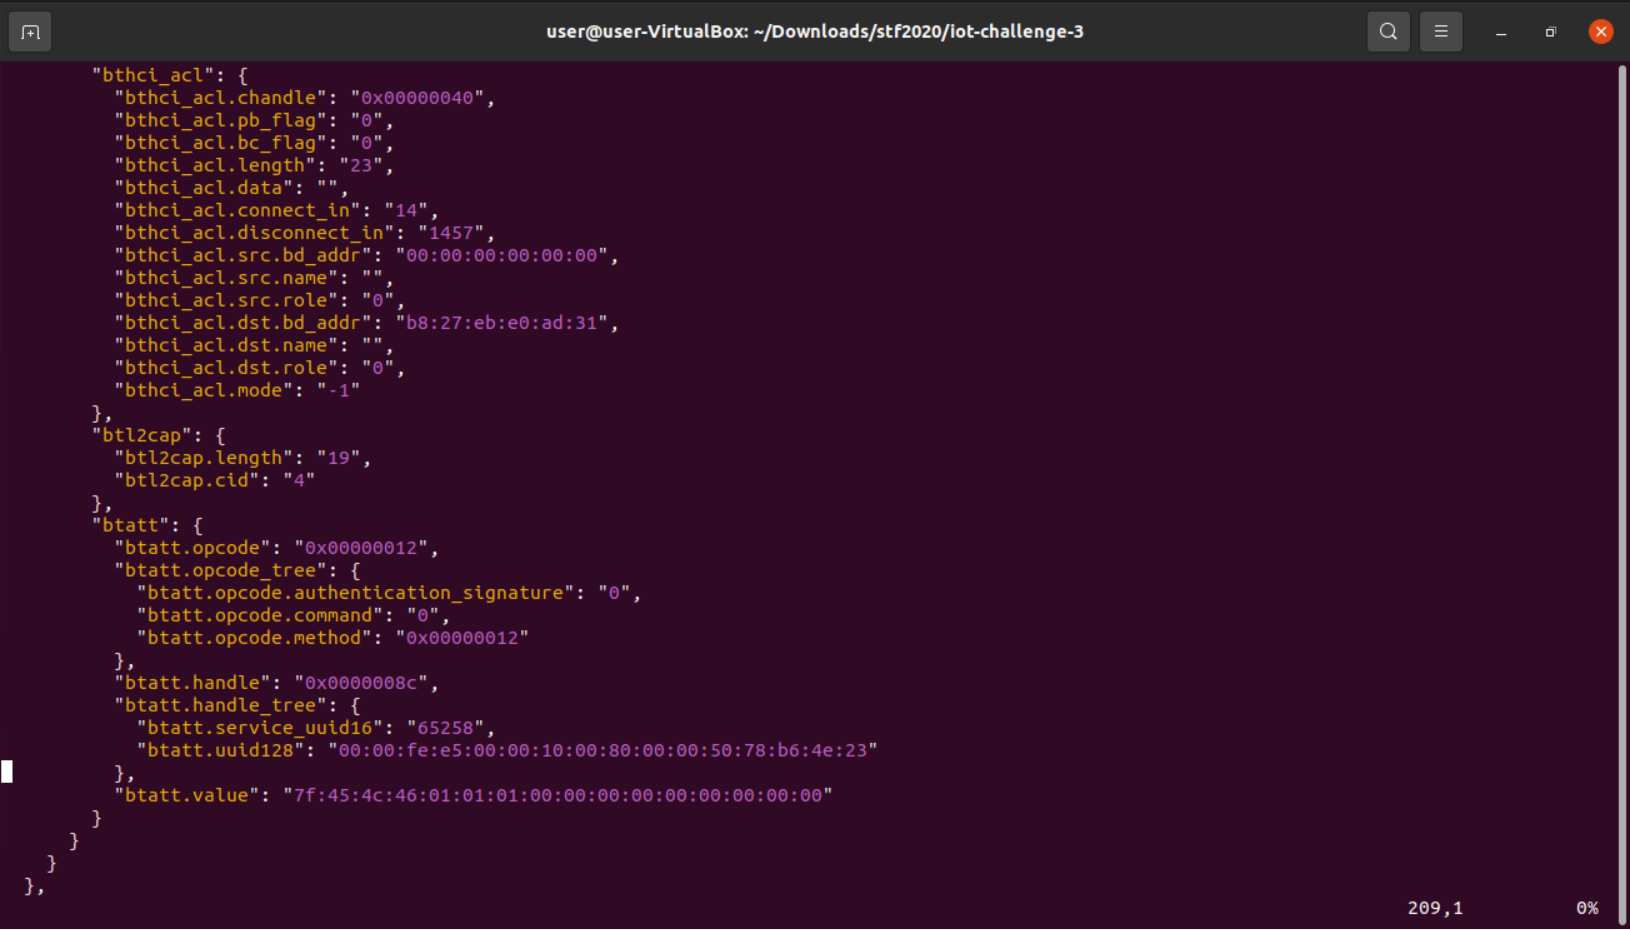 user@user-VirtualBox: ~/Downloads/stf2020/iot-challenge-3
"bthci_acl": {
"bthci_acl.chandle": "0x00000040",
"bthci_acl.pb_flag": "0",
"bthci_acl.bc_flag": "0",
"bthci_acl.length": "23",
"bthci_acl.data": "",
"bthci_acl.connect_in": "14",
"bthci_acl.disconnect_in": "1457",
"bthci_acl.src.bd_addr": "00:00:00:00:00:00",
"bthci_acl.src.name": "",
"bthci_acl.src.role": "0",
"bthci_acl.dst.bd_addr": "b8:27:eb:e0:ad:31",
"bthci_acl.dst.name": "",
"bthci_acl.dst.role": "0",
"bthci_acl.mode": "-1"
},
"btl2cap": {
"btl2cap.length": "19",
"btl2cap.cid": "4"
},
"btatt": {
"btatt.opcode": "0x00000012",
"btatt.opcode_tree": {
"btatt.opcode.authentication_signature": "0",
"btatt.opcode.command": "0",
"btatt.opcode.method": "0x00000012"
},
"btatt.handle": "0x0000008c",
"btatt.handle_tree": {
"btatt.service_uuid16": "65258",
"btatt.uuid128": "00:00:fe:e5:00:00:10:00:80:00:00:50:78:b6:4e:23"
},
"btatt.value": "7f:45:4c:46:01:01:01:00:00:00:00:00:00:00:00:00"
}
}
}
},
209,1 0%